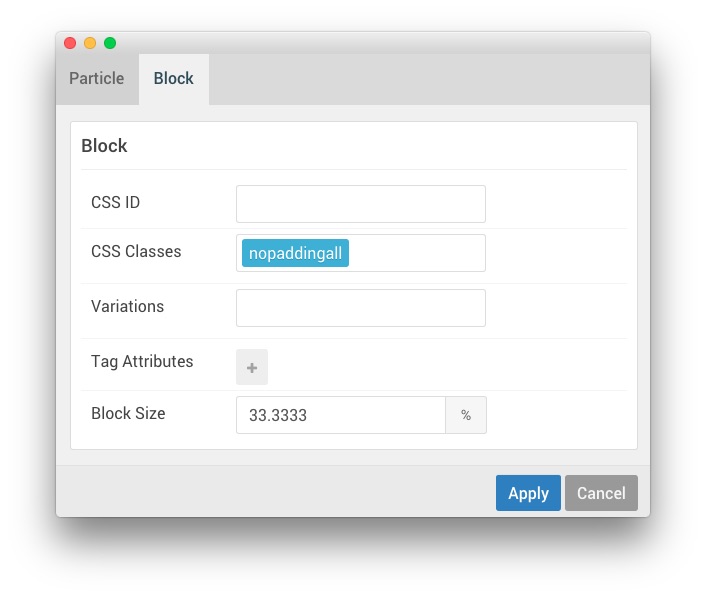 Particle Block
Block
CSS ID
CSS Classes nopaddingall
Variations
Tag Attributes +
Block Size 33.3333 %
Apply Cancel